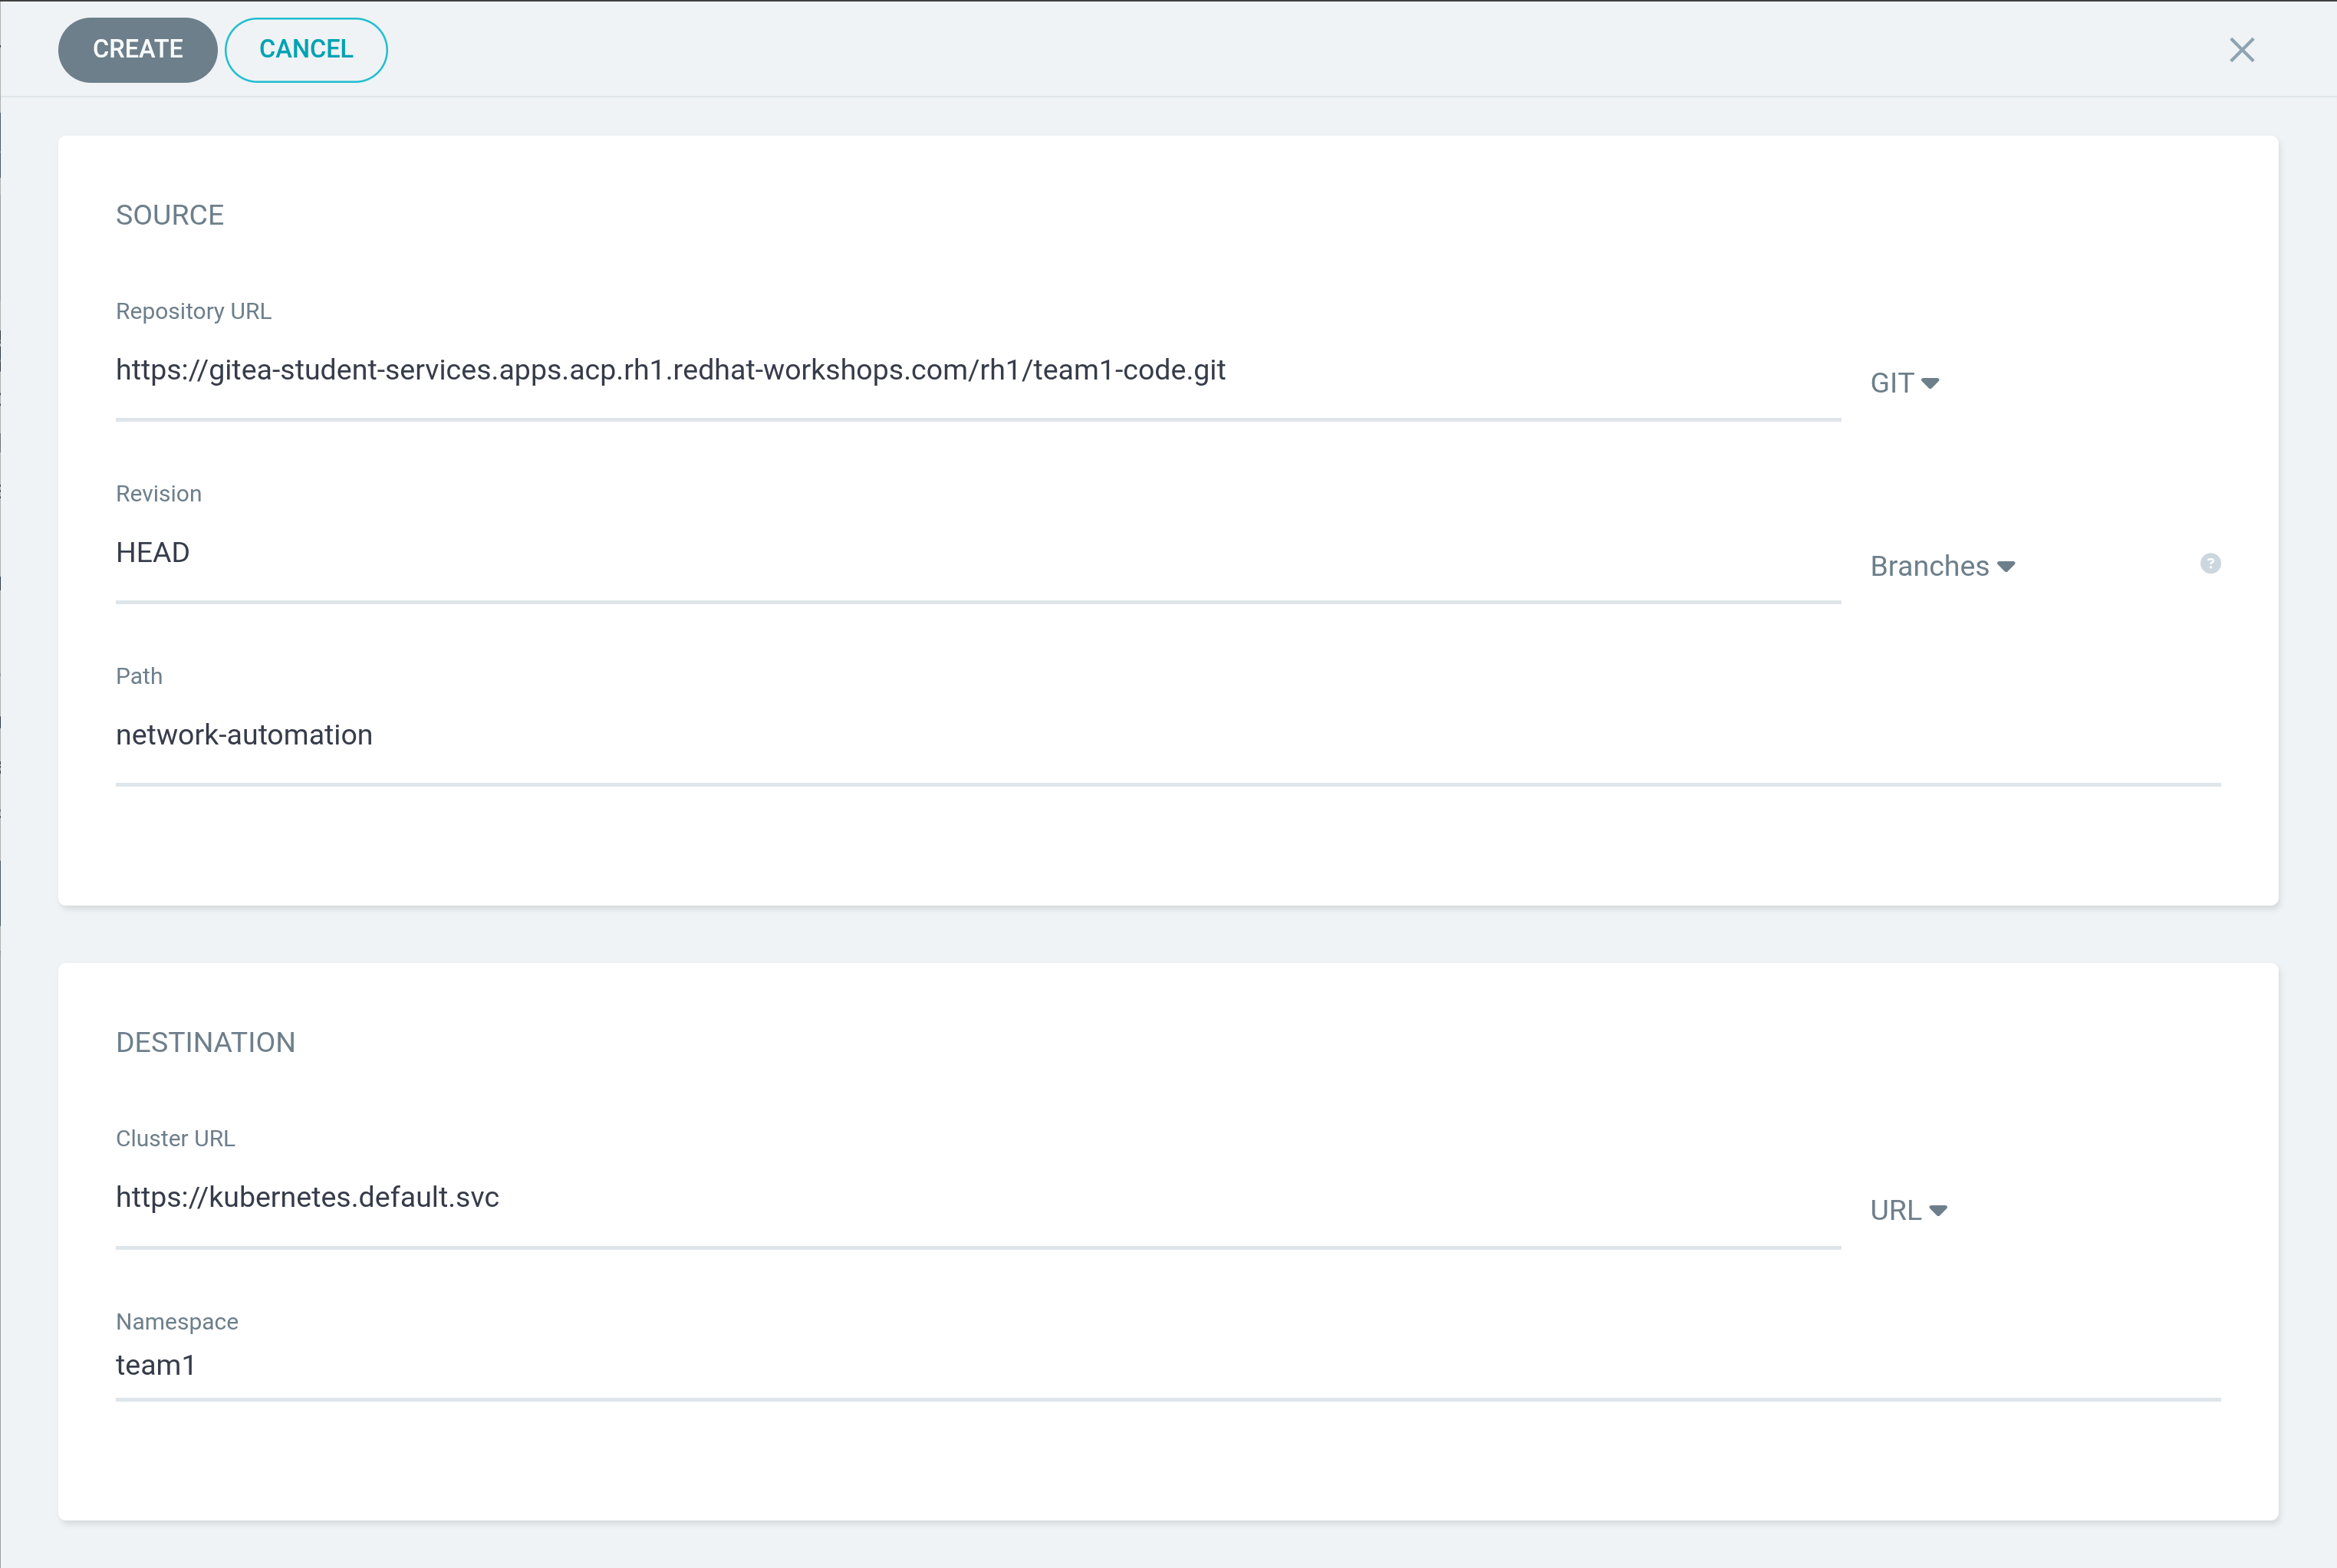 CREATE CANCEL
SOURCE
Repository URL
https://gitea-student-services.apps.acp.rh1.redhat-workshops.com/rh1/team1-code.git
GIT
Revision
HEAD
Branches
?
Path
network-automation
DESTINATION
Cluster URL
https://kubernetes.default.svc
URL
Namespace
team1